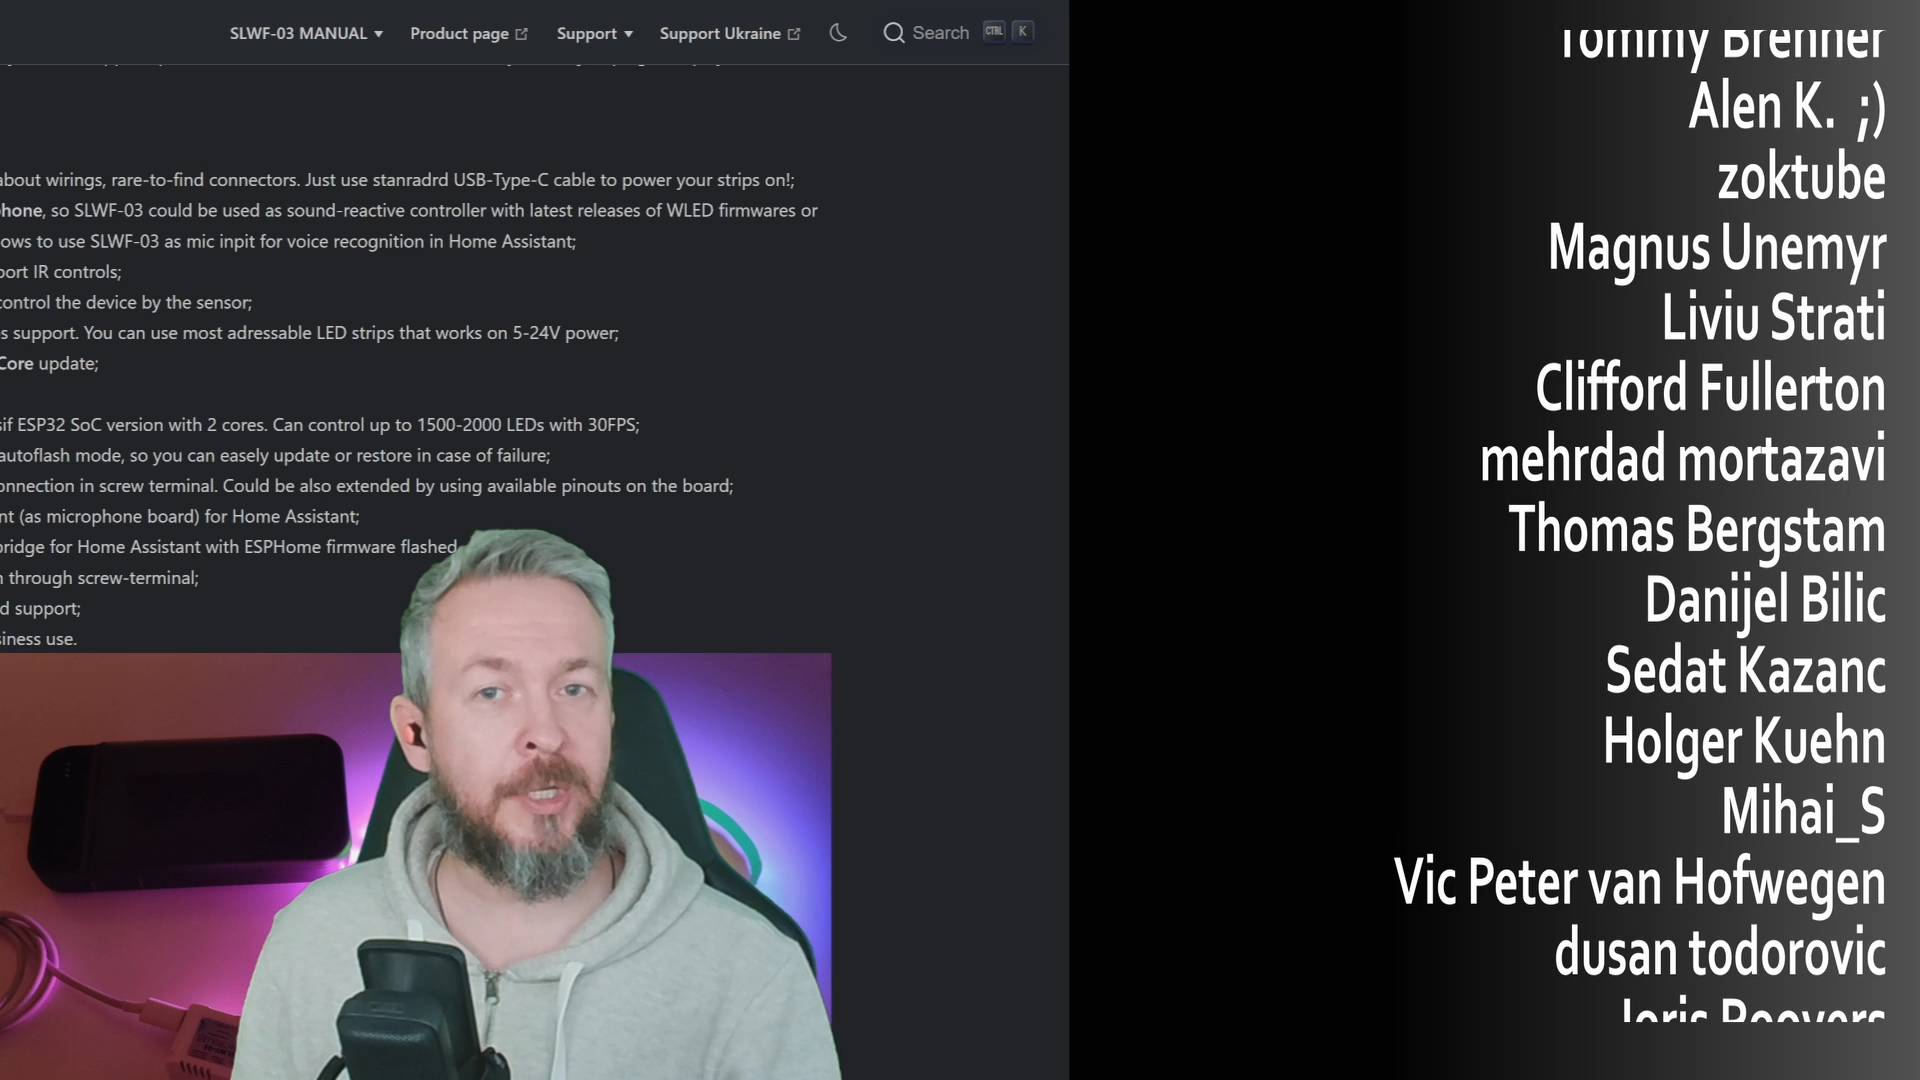 SLWF-03 MANUAL Product page Support Support Ukraine Search CTRL K
about wirings, rare-to-find connectors. Just use stanradrd USB-Type-C cable to power your strips on!;
phone, so SLWF-03 could be used as sound-reactive controller with latest releases of WLED firmwares or
ows to use SLWF-03 as mic inpit for voice recognition in Home Assistant;
port IR controls;
control the device by the sensor;
s support. You can use most adressable LED strips that works on 5-24V power;
Core update;
sif ESP32 SoC version with 2 cores. Can control up to 1500-2000 LEDs with 30FPS;
autoflash mode, so you can easely update or restore in case of failure;
onnection in screw terminal. Could be also extended by using available pinouts on the board;
nt (as microphone board) for Home Assistant;
bridge for Home Assistant with ESPHome firmware flashed
n through screw-terminal;
d support;
siness use.
Tommy Brenner
Alen K. ;)
zoktube
Magnus Unemyr
Liviu Strati
Clifford Fullerton
mehrdad mortazavi
Thomas Bergstam
Danijel Bilic
Sedat Kazanc
Holger Kuehn
Mihai_S
Vic Peter van Hofwegen
dusan todorovic
Joris Roovers